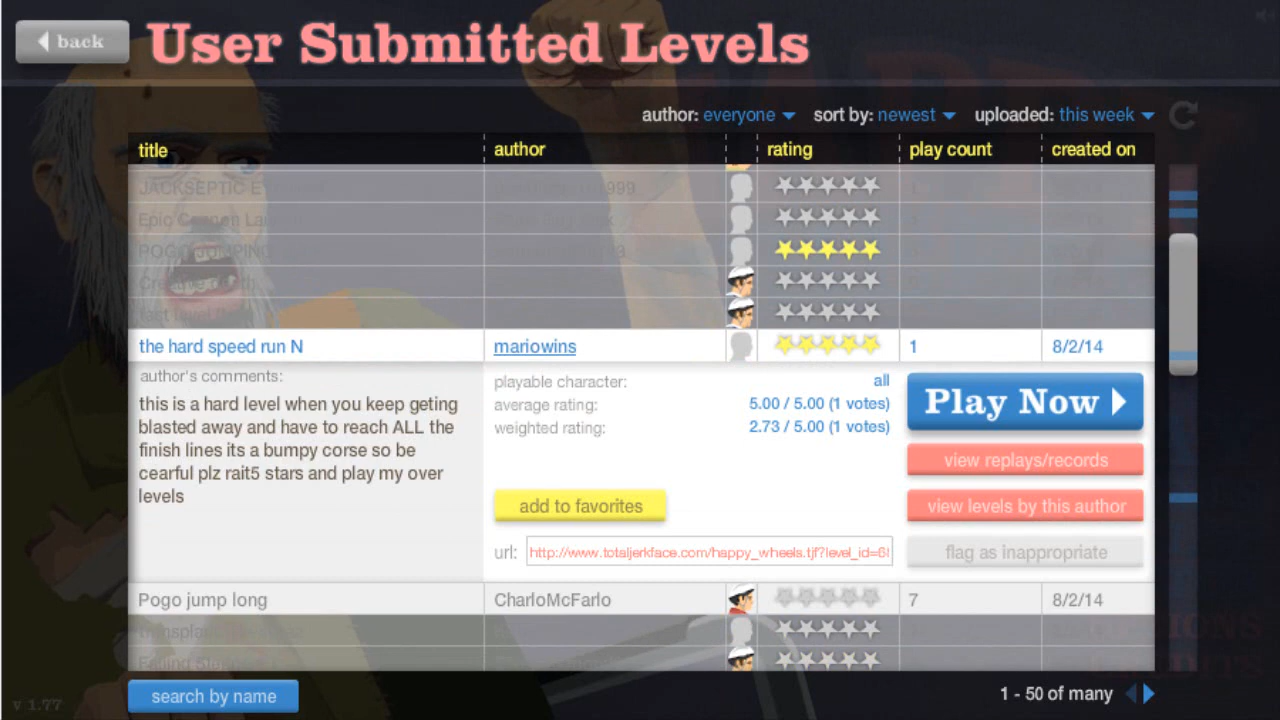 back
User Submitted Levels
author: everyone sort by: newest uploaded: this week
title author rating play count created on
JACKSEPTIC
Epic Cannon
POGO JUMPING
the hard speed run N mariowins 1 8/2/14
author's comments:
this is a hard level when you keep geting
blasted away and have to reach ALL the
finish lines its a bumpy corse so be
cearful plz rait5 stars and play my over
levels
playable character: all
average rating: 5.00 / 5.00 (1 votes)
weighted rating: 2.73 / 5.00 (1 votes)
add to favorites
url: http://www.totaljerkface.com/happy_wheels.tjf?level_id=6
Play Now
view replays/records
view levels by this author
flag as inappropriate
Pogo jump long CharloMcFarlo 7 8/2/14
search by name
1 - 50 of many
v 1.77